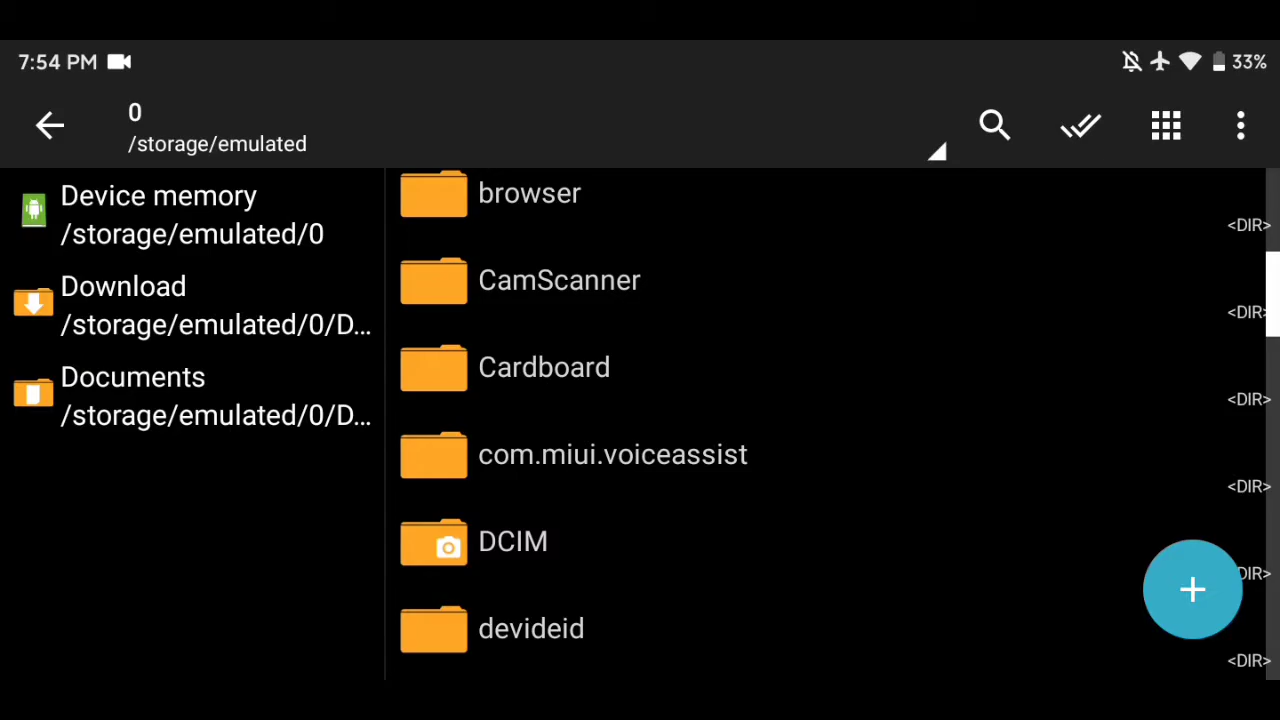 7:54 PM
33%
0
/storage/emulated
Device memory
/storage/emulated/0
Download
/storage/emulated/0/D...
Documents
/storage/emulated/0/D...
browser
<DIR>
CamScanner
<DIR>
Cardboard
<DIR>
com.miui.voiceassist
<DIR>
DCIM
DIR>
devideid
<DIR>